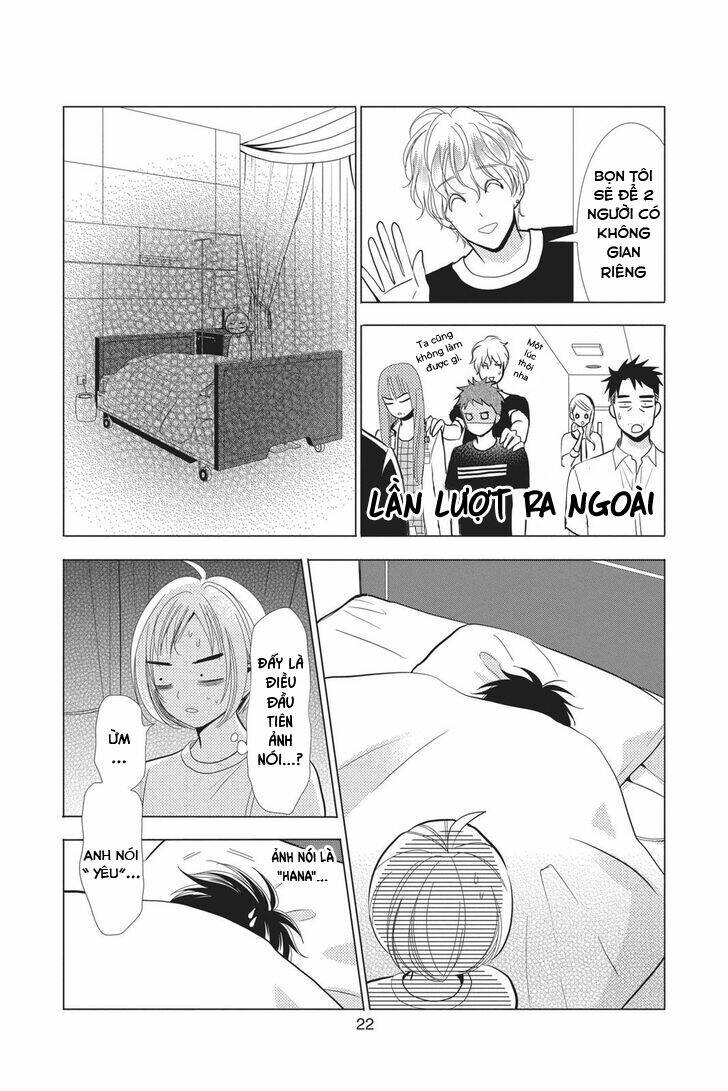 BỌN TÔI
SẼ ĐỂ 2
NGƯỜI CÓ
KHÔNG
GIAN
RIÊNG
Ta cũng
không làm
được gì.
Một
lúc
thôi
nha
LẦN LƯỢT RA NGOÀI
ĐẤY LÀ
ĐIỀU
ĐẦU
TIÊN
ẢNH
NÓI...?
ỪM
...
ANH NÓI
"YÊU"...
ẢNH NÓI LÀ
"HANA"...
22